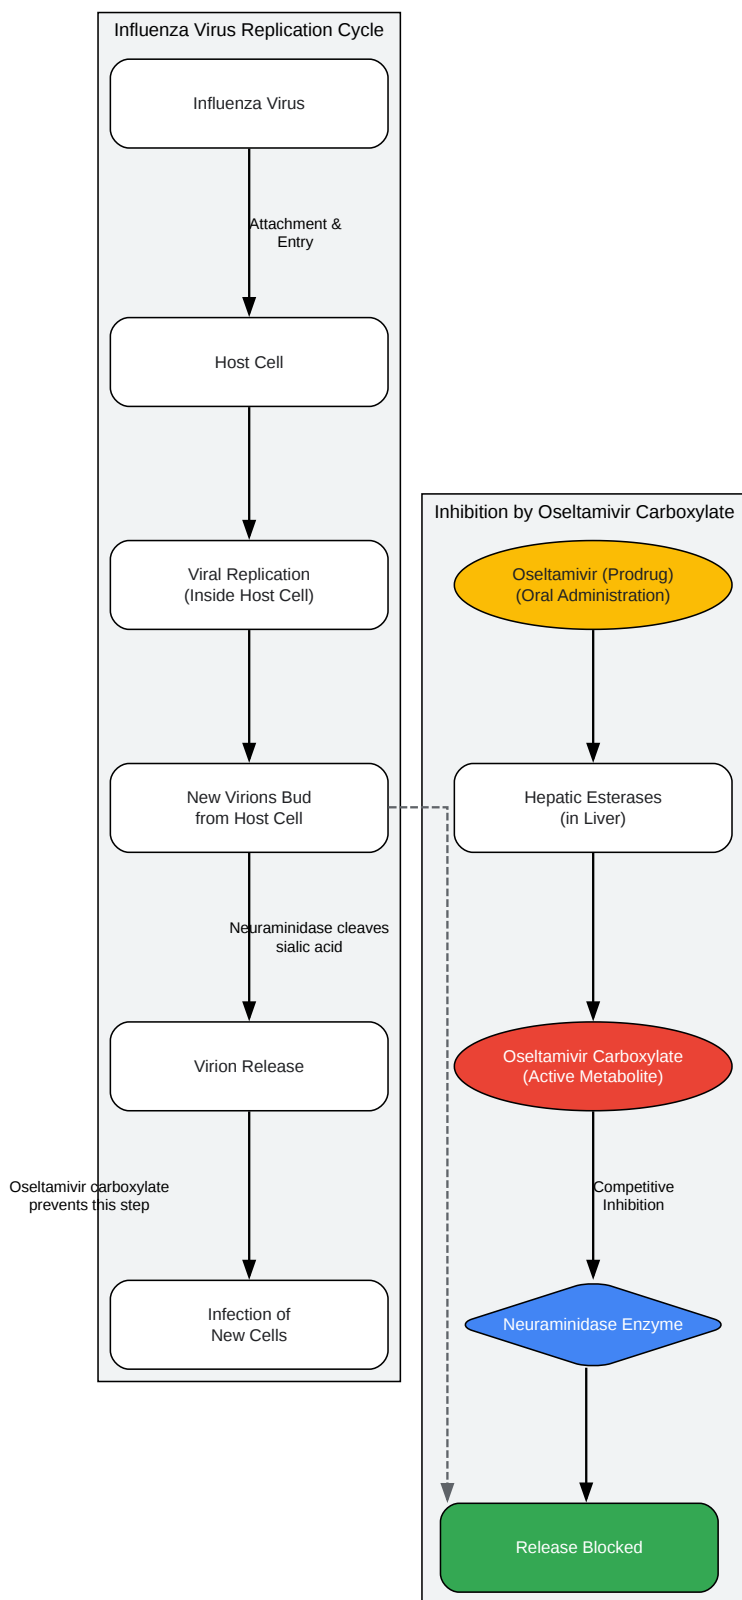 Influenza Virus Replication Cycle
Influenza Virus
Attachment &
Entry
Host Cell
Viral Replication
(Inside Host Cell)
New Virions Bud
from Host Cell
Neuraminidase cleaves
sialic acid
Virion Release
Oseltamivir carboxylate
prevents this step
Infection of
New Cells
Inhibition by Oseltamivir Carboxylate
Oseltamivir (Prodrug)
(Oral Administration)
Hepatic Esterases
(in Liver)
Oseltamivir Carboxylate
(Active Metabolite)
Competitive
Inhibition
Neuraminidase Enzyme
Release Blocked